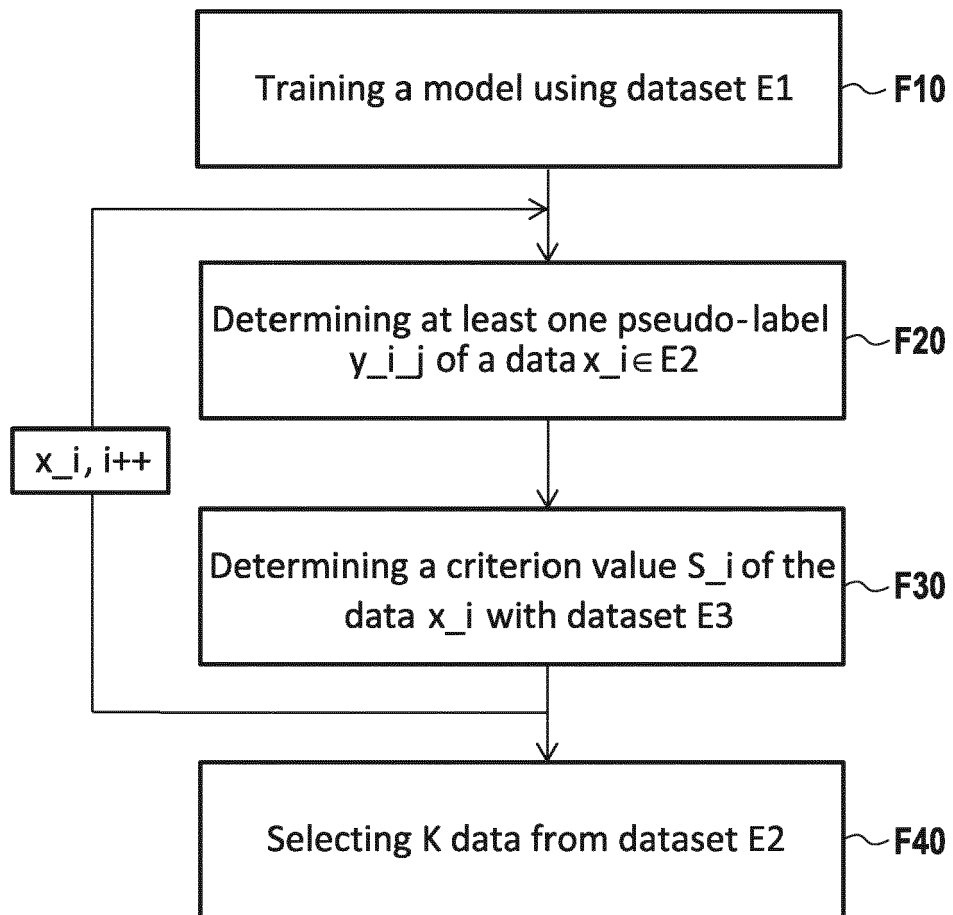 Training a model using dataset E1
F10
Determining at least one pseudo-label
y_i_j of a data x_i ∈ E2
F20
x_i, i++
Determining a criterion value S_i of the
data x_i with dataset E3
F30
Selecting K data from dataset E2
F40